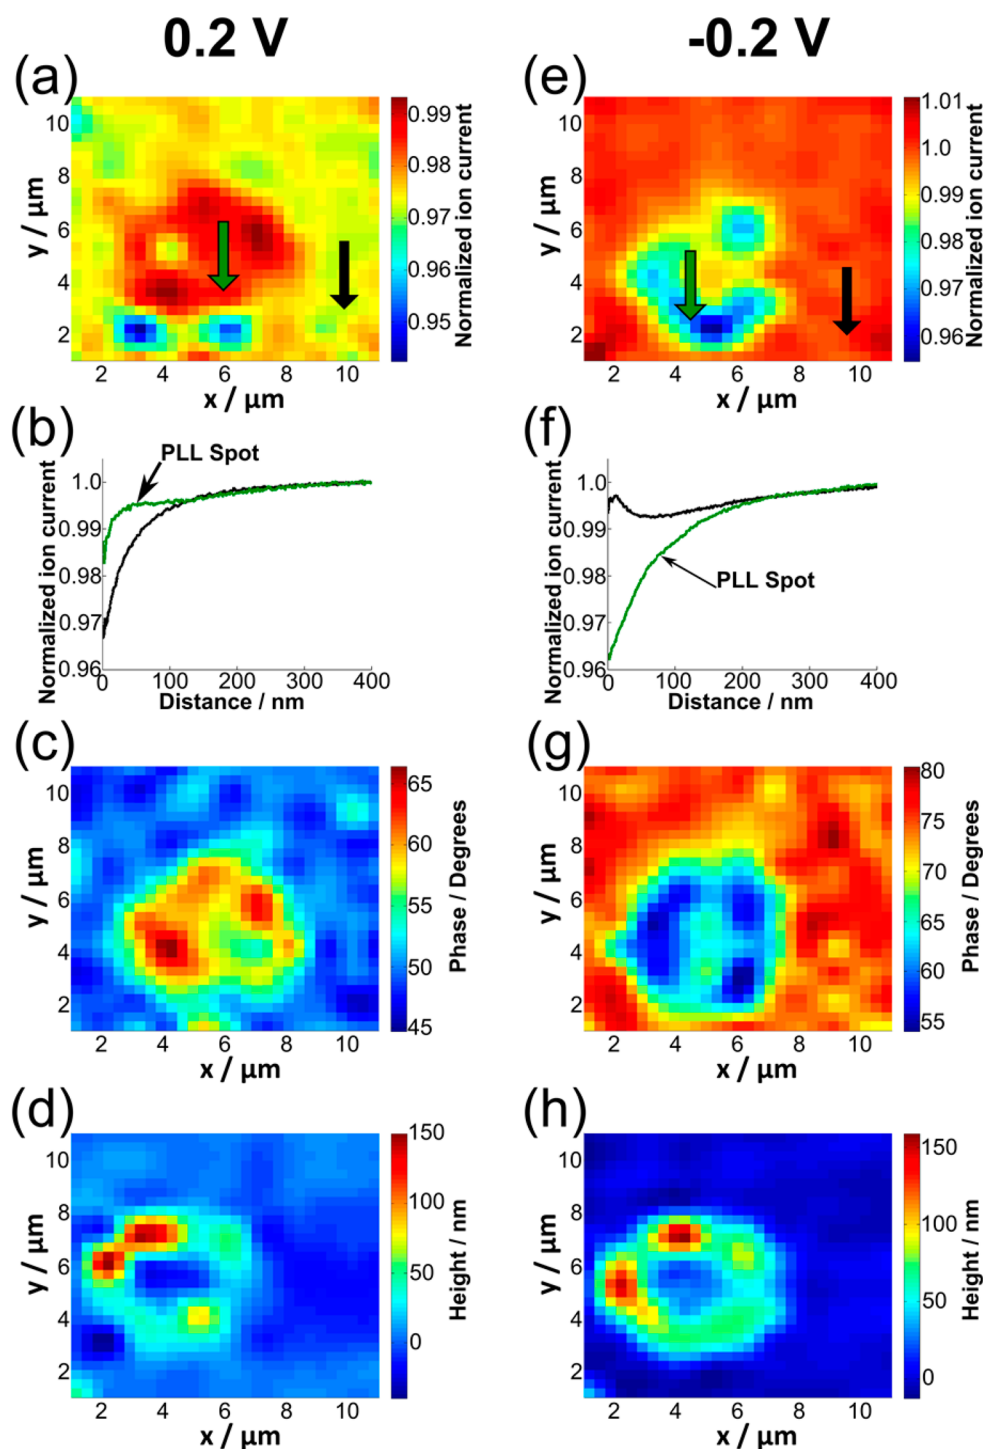 0.2 V
-0.2 V
(a)
10
8
6
4
2
y / µm
2 4 6 8 10
x / µm
0.99
0.98
0.97
0.96
0.95
Normalized ion current
(e)
10
8
6
4
2
y / µm
2 4 6 8 10
x / µm
1.01
1.0
0.99
0.98
0.97
0.96
Normalized ion current
(b)
Normalized ion current
1.0
0.99
0.98
0.97
0.96
PLL Spot
0 100 200 300 400
Distance / nm
(f)
Normalized ion current
1.0
0.99
0.98
0.97
0.96
PLL Spot
0 100 200 300 400
Distance / nm
(c)
10
8
6
4
2
y / µm
2 4 6 8 10
x / µm
65
60
55
50
45
Phase / Degrees
(g)
10
8
6
4
2
y / µm
2 4 6 8 10
x / µm
80
75
70
65
60
55
Phase / Degrees
(d)
10
8
6
4
2
y / µm
2 4 6 8 10
x / µm
150
100
50
0
Height / nm
(h)
10
8
6
4
2
y / µm
2 4 6 8 10
x / µm
150
100
50
0
Height / nm